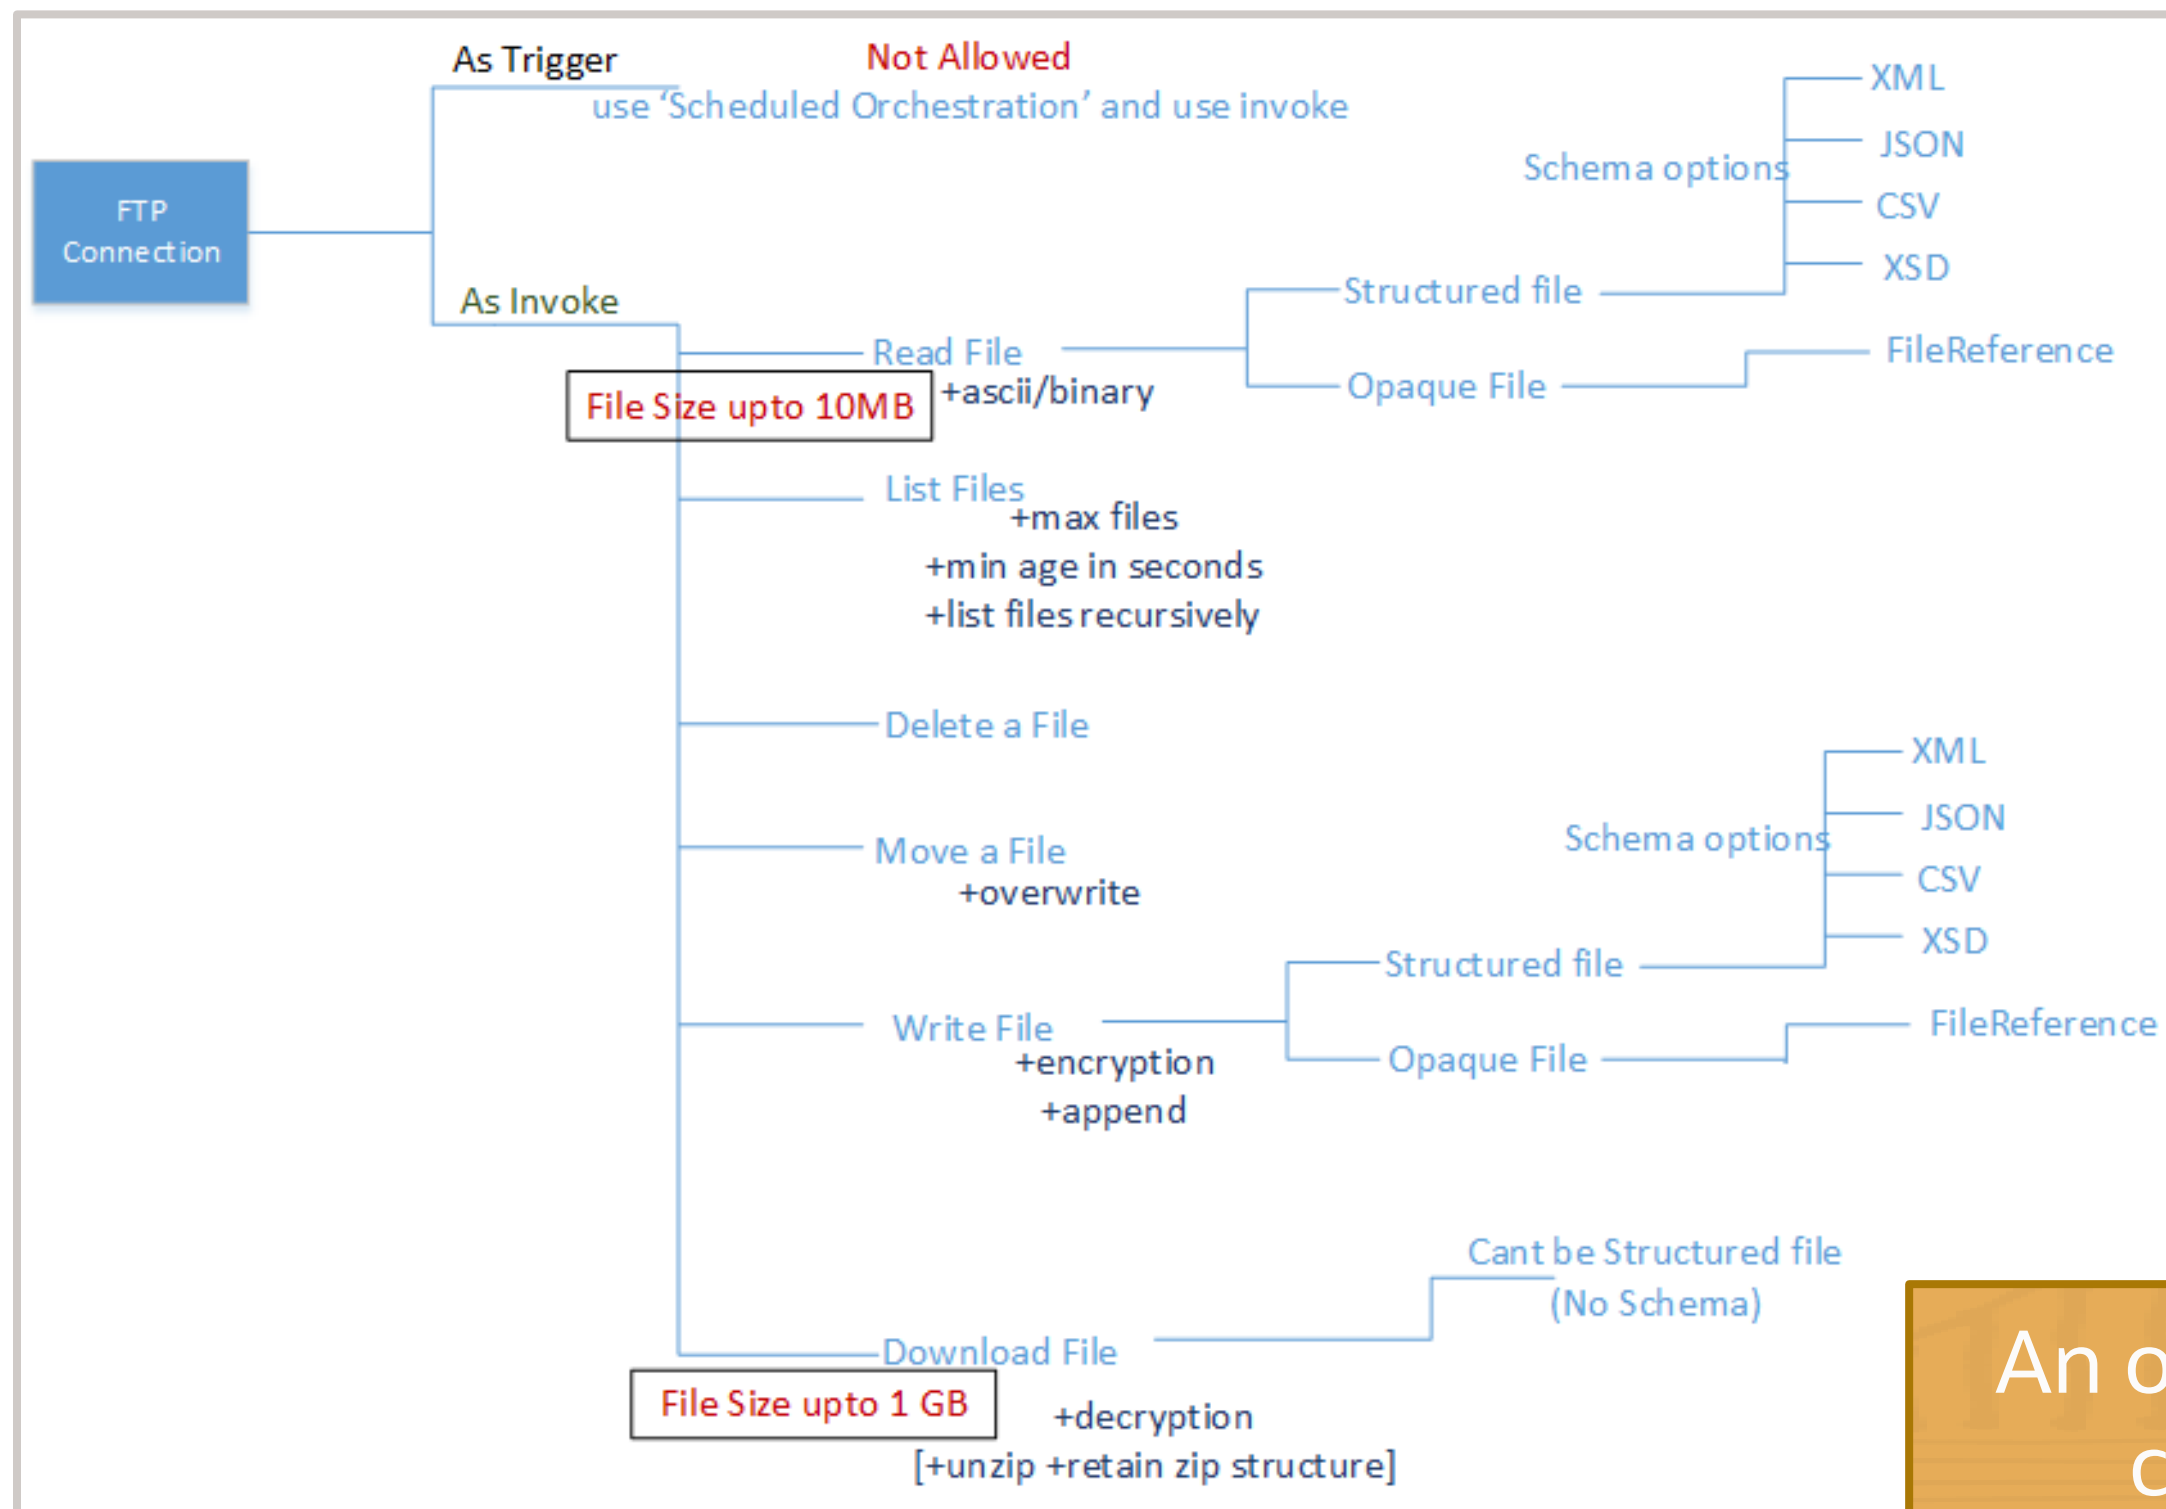 As Trigger
Not Allowed
use ‘Scheduled Orchestration’ and use invoke
FTP
Connection
As Invoke
Read File
+ascii/binary
File Size upto 10MB
Structured file
Schema options
XML
JSON
CSV
XSD
Opaque File
FileReference
List Files
+max files
+min age in seconds
+list files recursively
Delete a File
Move a File
+overwrite
Write File
+encryption
+append
Structured file
Schema options
XML
JSON
CSV
XSD
Opaque File
FileReference
Download File
File Size upto 1 GB
+decryption
[+unzip +retain zip structure]
Cant be Structured file
(No Schema)
An